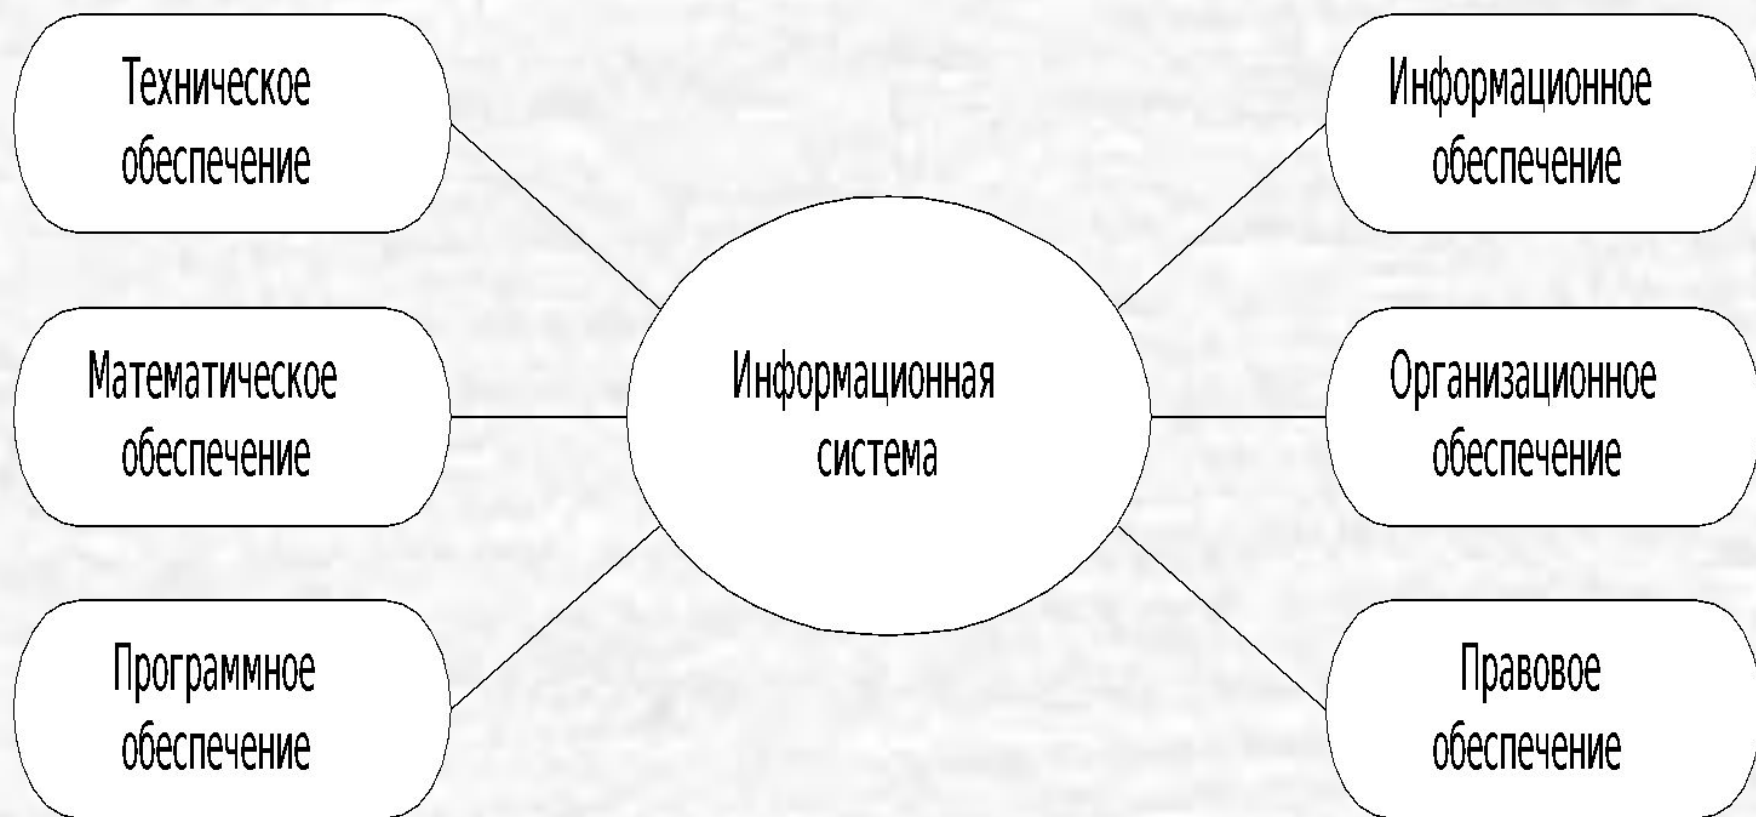 Техническое
обеспечение
Математическое
обеспечение
Программное
обеспечение
Информационная
система
Информационное
обеспечение
Организационное
обеспечение
Правовое
обеспечение